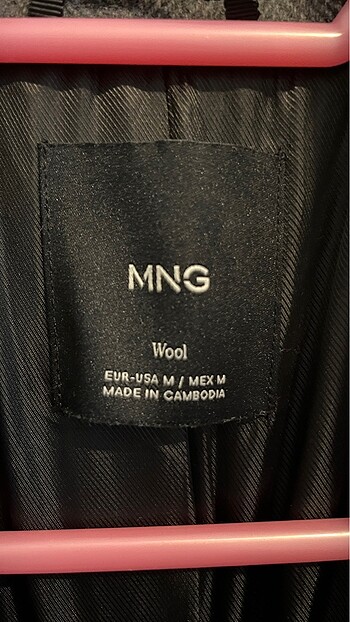 MNG
Wool
EUR-USA M / MEX M
MADE IN CAMBODIA